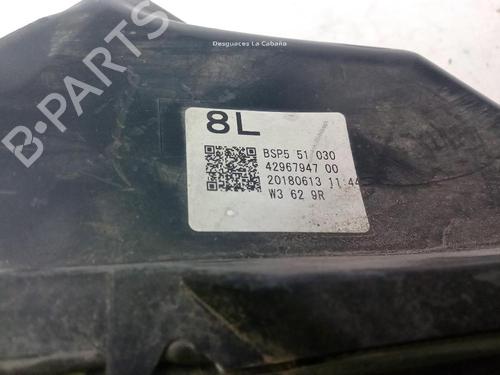 Desguaces La Cabaña
B-PARTS
8L
BSP5 51 030
42967947 00
20180613 11:44
W3 62 9R